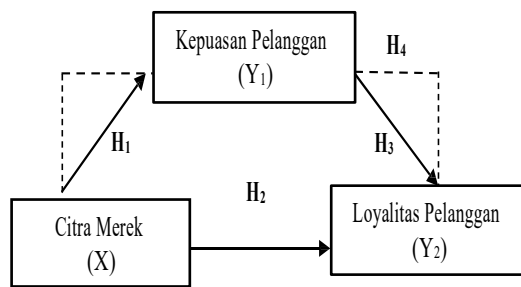 Kepuasan Pelanggan
(Y₁)
H₄
H₁
H₃
H₂
Citra Merek
(X)
Loyalitas Pelanggan
(Y₂)